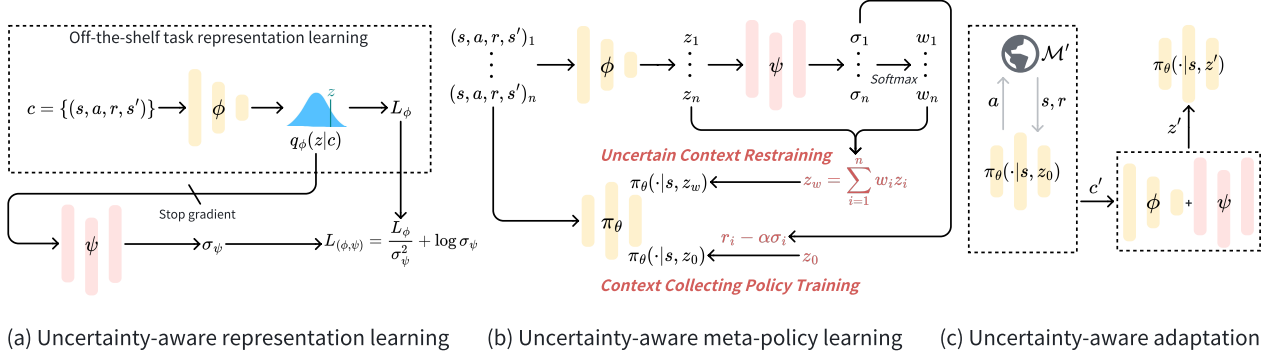 Off-the-shelf task representation learning
c = {(s, a, r, s′)}
ϕ
z
q_ϕ(z|c)
L_ϕ
Stop gradient
ψ
σ_ψ
L_(ϕ,ψ) = L_ϕ / σ_ψ^2 + log σ_ψ
(a) Uncertainty-aware representation learning
(s, a, r, s′)_1
(s, a, r, s′)_n
ϕ
z_1
z_n
ψ
σ_1
σ_n
Softmax
w_1
w_n
Uncertain Context Restraining
π_θ(·|s, z_w)
z_w = ∑_{i=1}^{n} w_i z_i
π_θ
r_i − ασ_i
π_θ(·|s, z_0)
z_0
Context Collecting Policy Training
(b) Uncertainty-aware meta-policy learning
ℳ′
a
s, r
π_θ(·|s, z_0)
c′
π_θ(·|s, z′)
z′
ϕ + ψ
(c) Uncertainty-aware adaptation